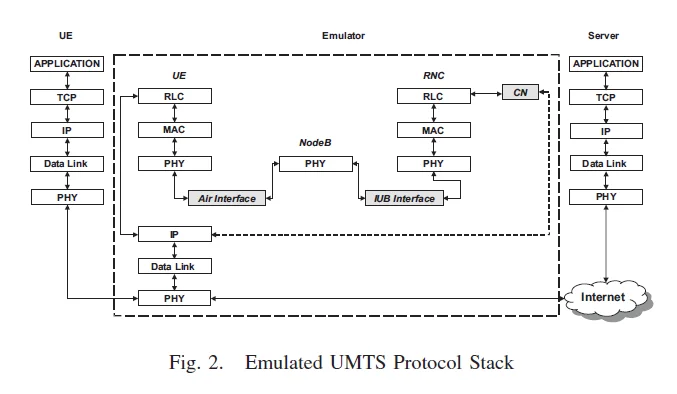 UE
Emulator
Server
APPLICATION
TCP
IP
Data Link
PHY
UE
RLC
MAC
PHY
NodeB
PHY
RNC
RLC
MAC
PHY
CN
Air Interface
IUB Interface
IP
Data Link
PHY
APPLICATION
TCP
IP
Data Link
PHY
Internet
Fig. 2. Emulated UMTS Protocol Stack